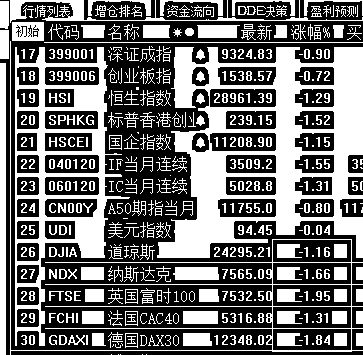 行情列表 增仓排名 资金流向 DDE决策 盈利预测
初始 代码 名称 *● 最新 涨幅% 买
17 399001 深证成指 9324.83 -0.90
18 399006 创业板指 1538.57 -0.72
19 HSI 恒生指数 28961.39 -1.29
20 SPHKG 标普香港创业 239.15 -1.52
21 HSCEI 国企指数 11208.90 -1.15
22 040120 IF当月连续 3509.2 -1.55 35
23 060120 IC当月连续 5028.8 -1.31 50
24 CN00Y A50期指当月 11755.0 -0.80 117
25 UDI 美元指数 94.45 -0.04
26 DJIA 道琼斯 24295.21 -1.16
27 NDX 纳斯达克 7565.09 -1.66
28 FTSE 英国富时100 7532.50 -1.95
29 FCHI 法国CAC40 5316.88 -1.31
30 GDAXI 德国DAX30 12348.02 -1.84